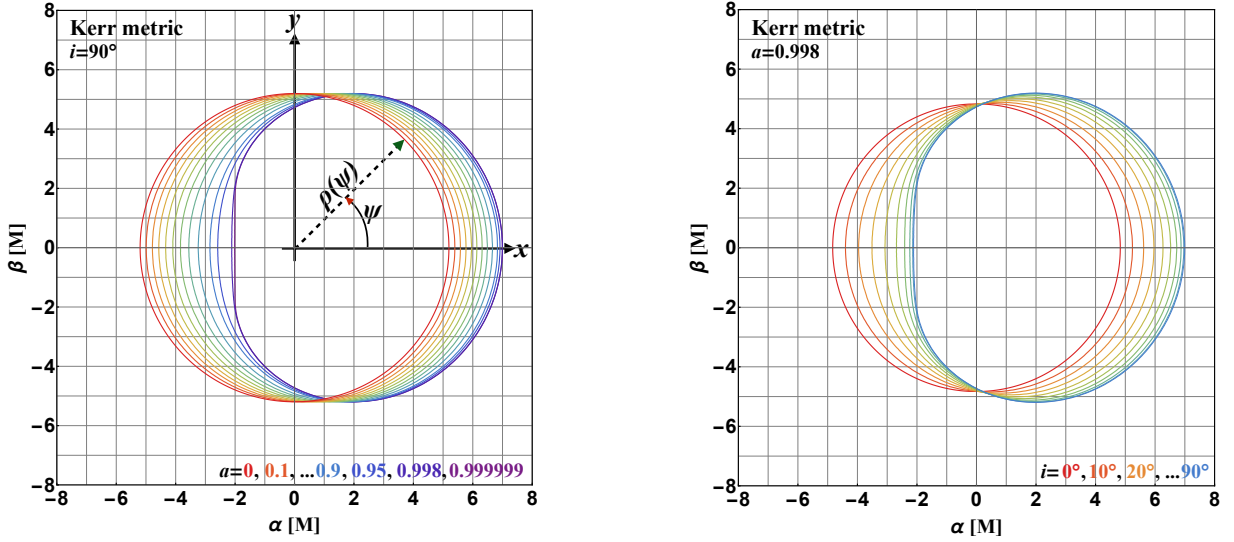 Kerr metric
i=90°
y
8
6
4
2
0
−2
−4
−6
−8
β [M]
ρ(ψ)
ψ
x
a=0, 0.1, ...0.9, 0.95, 0.998, 0.999999
−8 −6 −4 −2 0 2 4 6 8
α [M]
Kerr metric
a=0.998
8
6
4
2
0
−2
−4
−6
−8
β [M]
i=0°, 10°, 20°, ...90°
−8 −6 −4 −2 0 2 4 6 8
α [M]